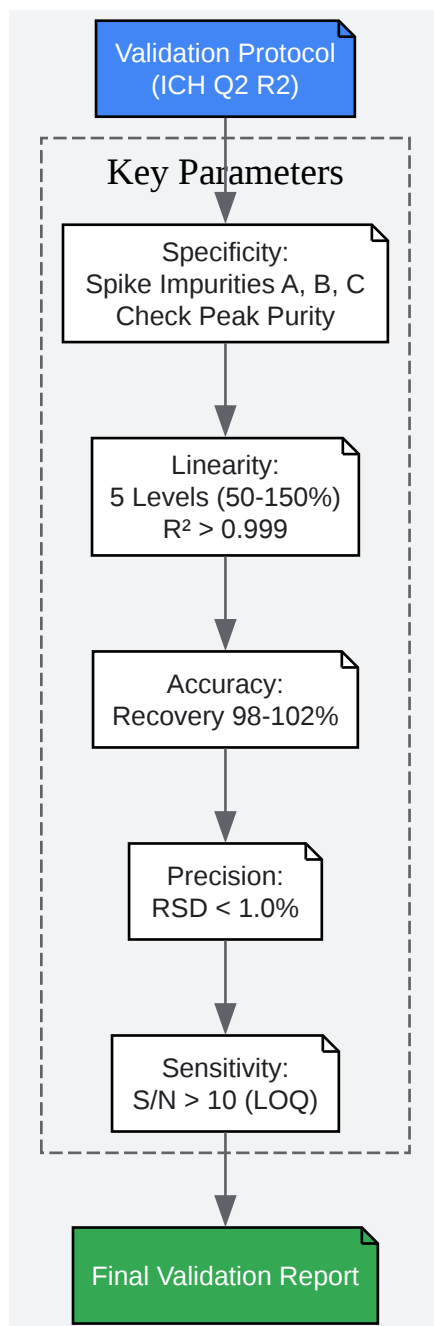 Validation Protocol
(ICH Q2 R2)
Key Parameters
Specificity:
Spike Impurities A, B, C
Check Peak Purity
Linearity:
5 Levels (50-150%)
R² > 0.999
Accuracy:
Recovery 98-102%
Precision:
RSD < 1.0%
Sensitivity:
S/N > 10 (LOQ)
Final Validation Report